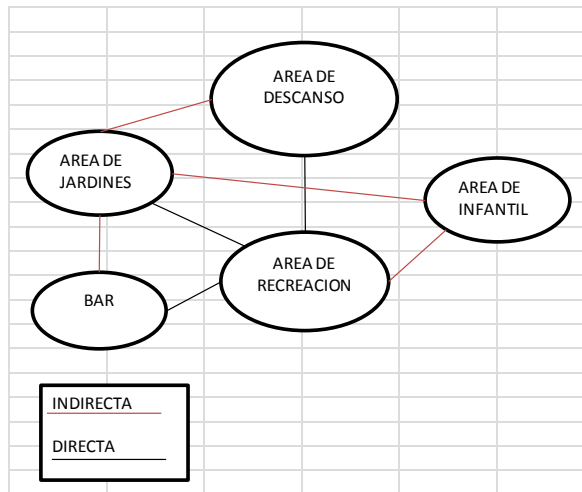 AREA DE
DESCANSO
AREA DE
JARDINES
AREA DE
INFANTIL
AREA DE
RECREACION
BAR
INDIRECTA
DIRECTA